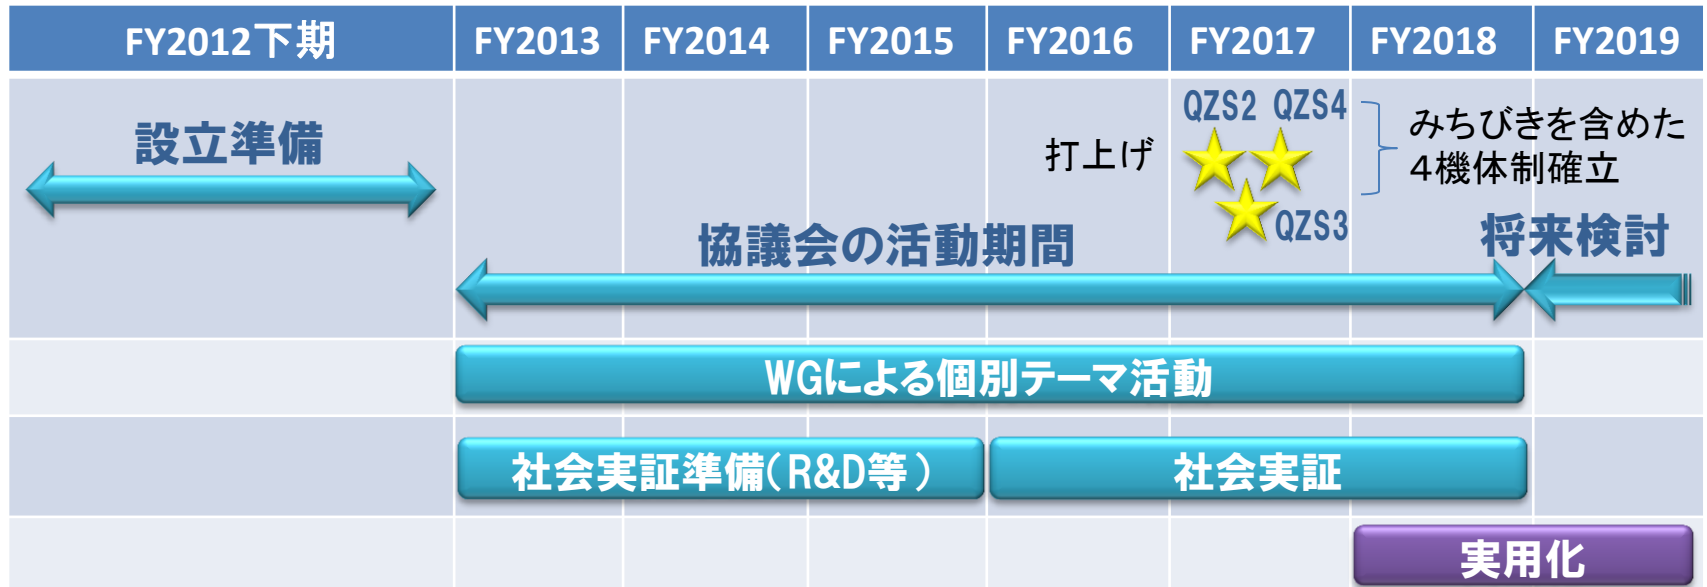 FY2012下期 FY2013 FY2014 FY2015 FY2016 FY2017 FY2018 FY2019
設立準備
打上げ
QZS2 QZS4
QZS3
みちびきを含めた
４機体制確立
協議会の活動期間
将来検討
WGによる個別テーマ活動
社会実証準備(R&D等)
社会実証
実用化